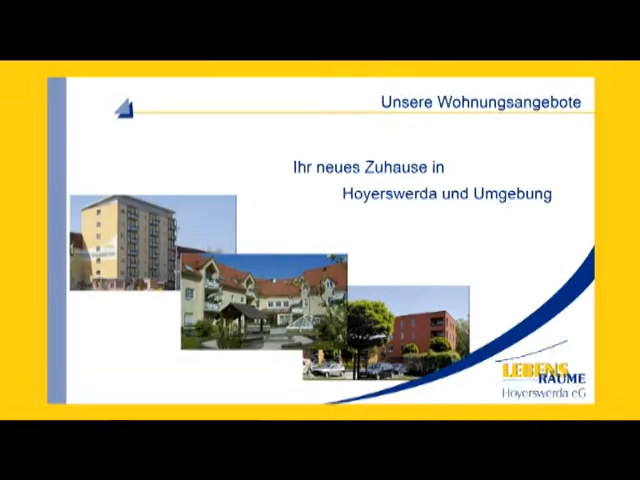 Unsere Wohnungsangebote
Ihr neues Zuhause in
Hoyerswerda und Umgebung
LEBENS
RÄUME
Hoyerswerda eG